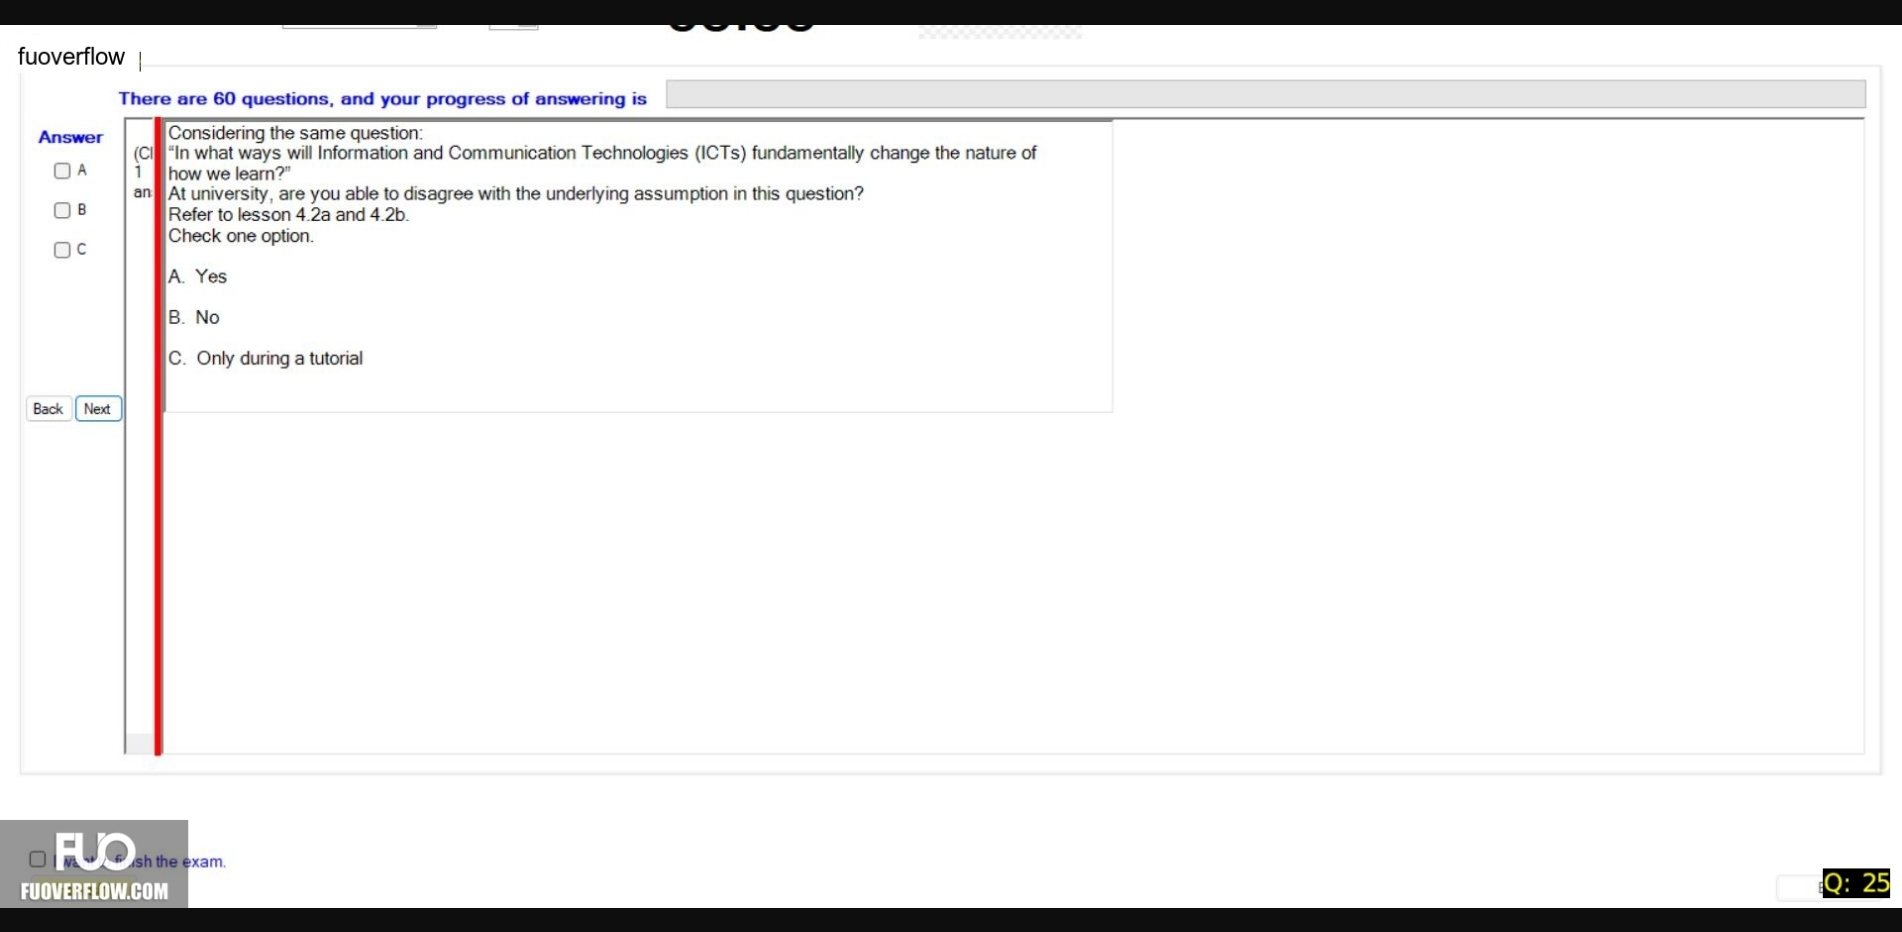 fuoverflow
There are 60 questions, and your progress of answering is
Answer
A
B
C
Back Next
1
an
Considering the same question:
“In what ways will Information and Communication Technologies (ICTs) fundamentally change the nature of
how we learn?”
At university, are you able to disagree with the underlying assumption in this question?
Refer to lesson 4.2a and 4.2b.
Check one option.
A. Yes
B. No
C. Only during a tutorial
FUO
the exam.
FUOVERFLOW.COM
Q: 25